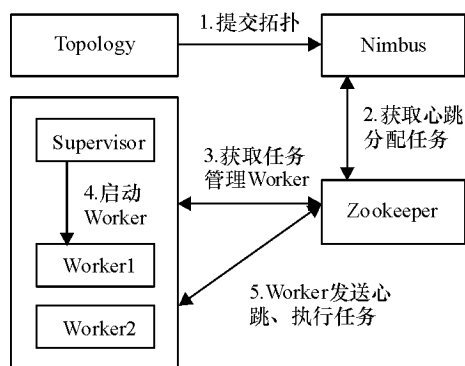 Topology
1.提交拓扑
Nimbus
2.获取心跳
分配任务
Supervisor
3.获取任务
管理Worker
4.启动
Worker
Zookeeper
Worker1
5.Worker发送心
跳、执行任务
Worker2